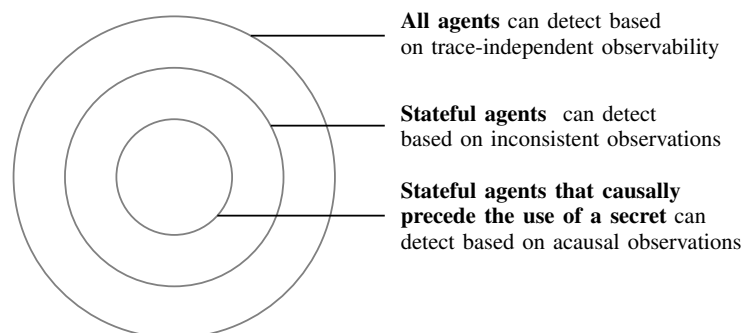 All agents can detect based
on trace-independent observability
Stateful agents can detect
based on inconsistent observations
Stateful agents that causally
precede the use of a secret can
detect based on acausal observations